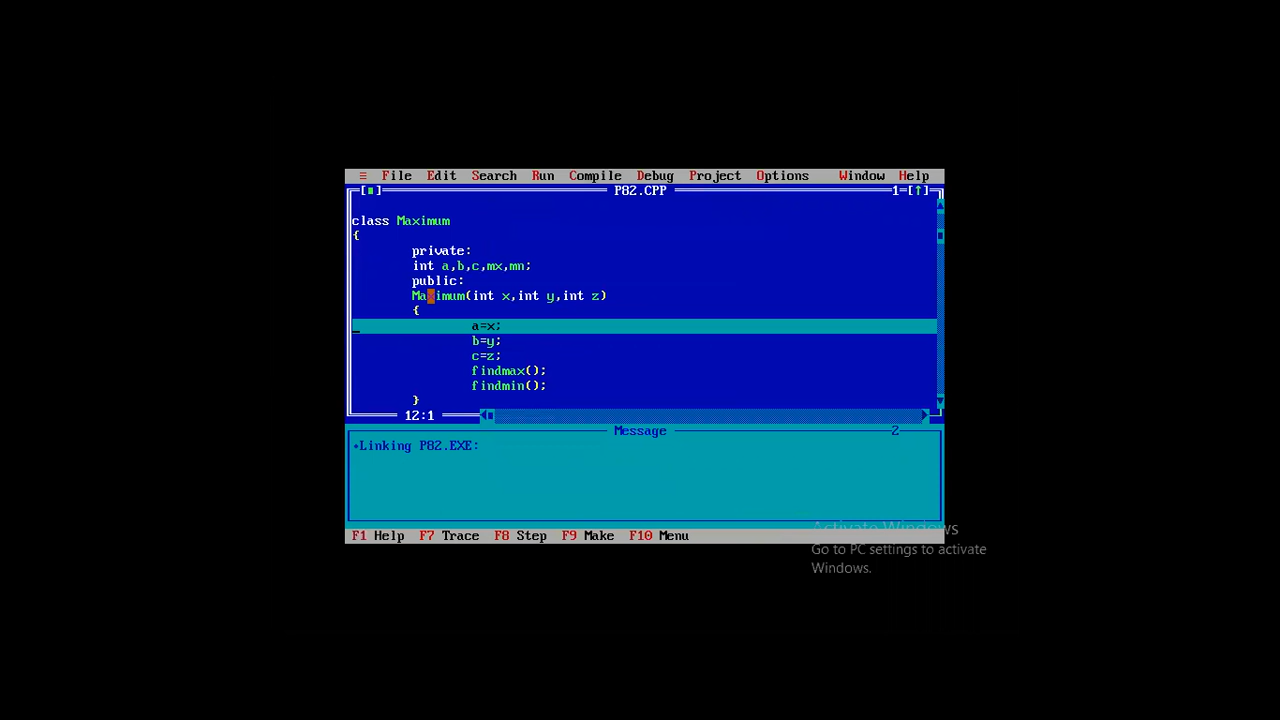 ≡ File Edit Search Run Compile Debug Project Options Window Help
[■] P82.CPP 1=[↑]
class Maximum
{
private:
int a,b,c,mx,mn;
public:
Maximum(int x,int y,int z)
{
a=x;
b=y;
c=z;
findmax();
findmin();
}
12:1
Message 2
•Linking P82.EXE:
F1 Help F7 Trace F8 Step F9 Make F10 Menu
Activate Windows
Go to PC settings to activate
Windows.